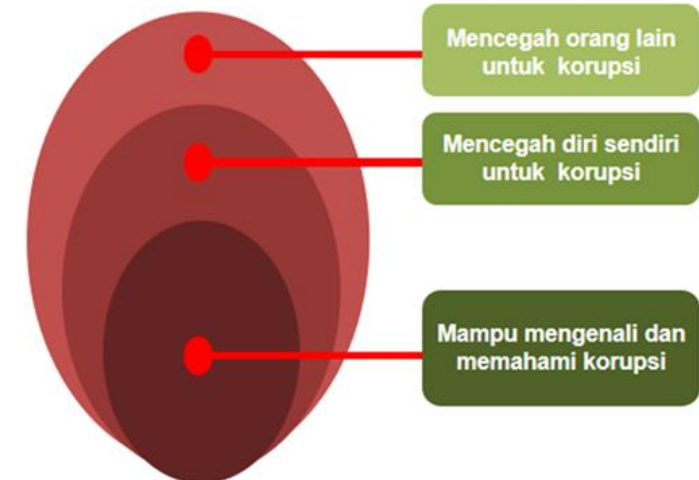 Mencegah orang lain
untuk korupsi
Mencegah diri sendiri
untuk korupsi
Mampu mengenali dan
memahami korupsi